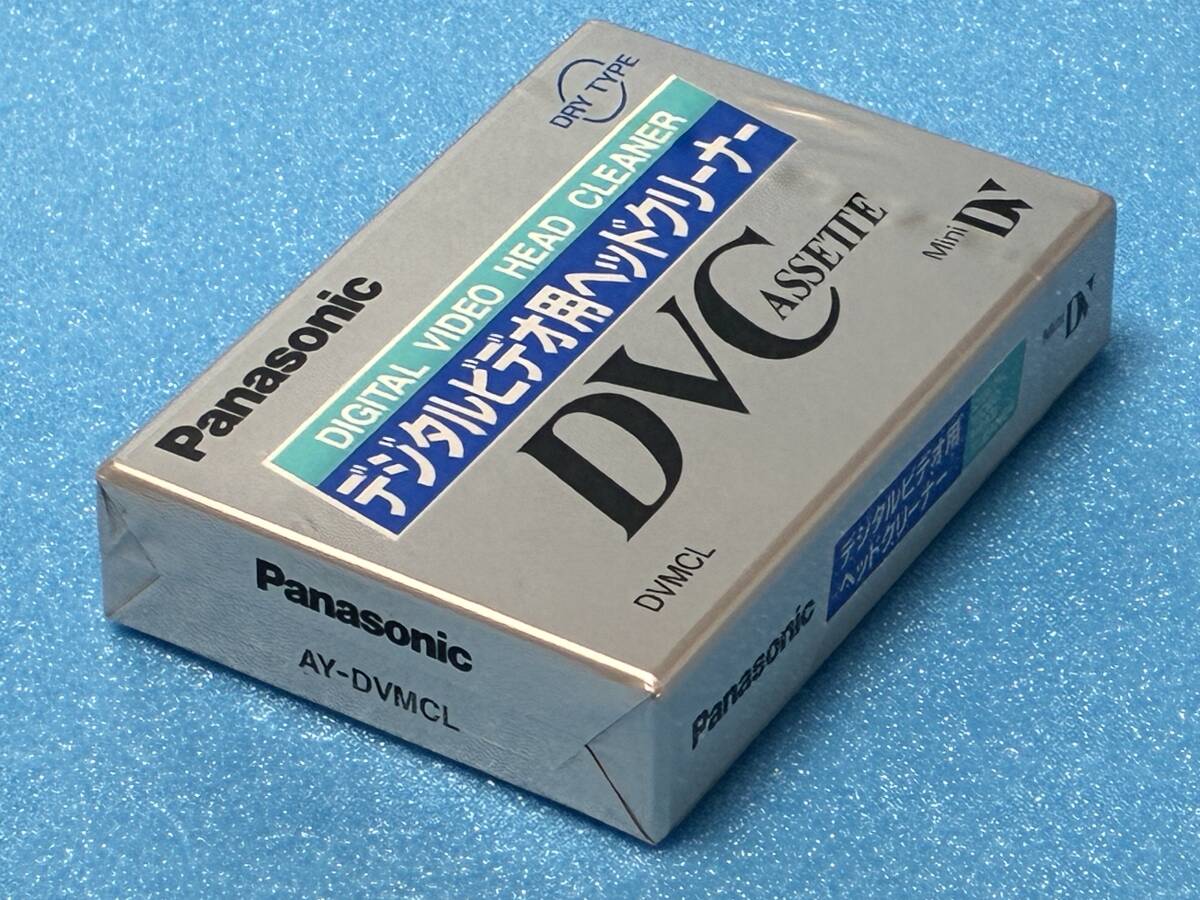 DRY TYPE
Panasonic
DIGITAL VIDEO HEAD CLEANER
デジタルビデオ用ヘッドクリーナー
DVCASSETTE
Mini DV
DVMCL
Panasonic
AY-DVMCL
Panasonic
デジタルビデオ用
ヘッドクリーナー
Mini DV